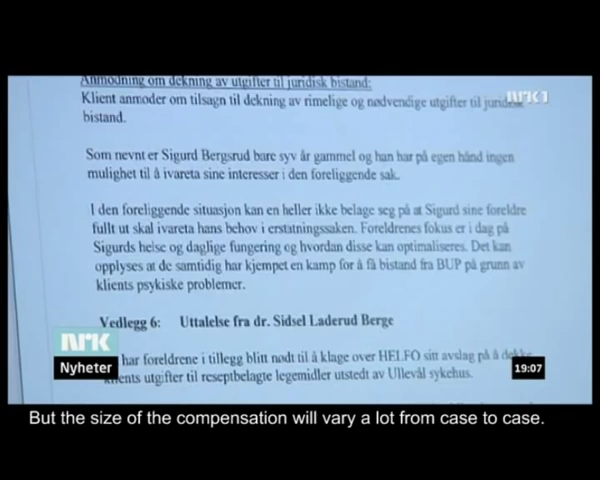 Anmodning om dekning av utgifter til juridisk bistand:
Klient anmoder om tilsagn til dekning av rimelige og nødvendige utgifter til juridisk
bistand.
NRK1
Som nevnt er Sigurd Bergsrud bare syv år gammel og han har på egen hånd ingen
mulighet til å ivareta sine interesser i den foreliggende sak.
I den foreliggende situasjon kan en heller ikke belage seg på at Sigurd sine foreldre
fullt ut skal ivareta hans behov i erstatningssaken. Foreldrenes fokus er i dag på
Sigurds helse og daglige fungering og hvordan disse kan optimaliseres. Det kan
opplyses at de samtidig har kjempet en kamp for å få bistand fra BUP på grunn av
klients psykiske problemer.
Vedlegg 6: Uttalelse fra dr. Sidsel Laderud Berge
har foreldrene i tillegg blitt nødt til å klage over HELFO sitt avslag på å
utgifter til reseptbelagte legemidler utstedt av Ullevål sykehus.
NRK
Nyheter
19:07
But the size of the compensation will vary a lot from case to case.